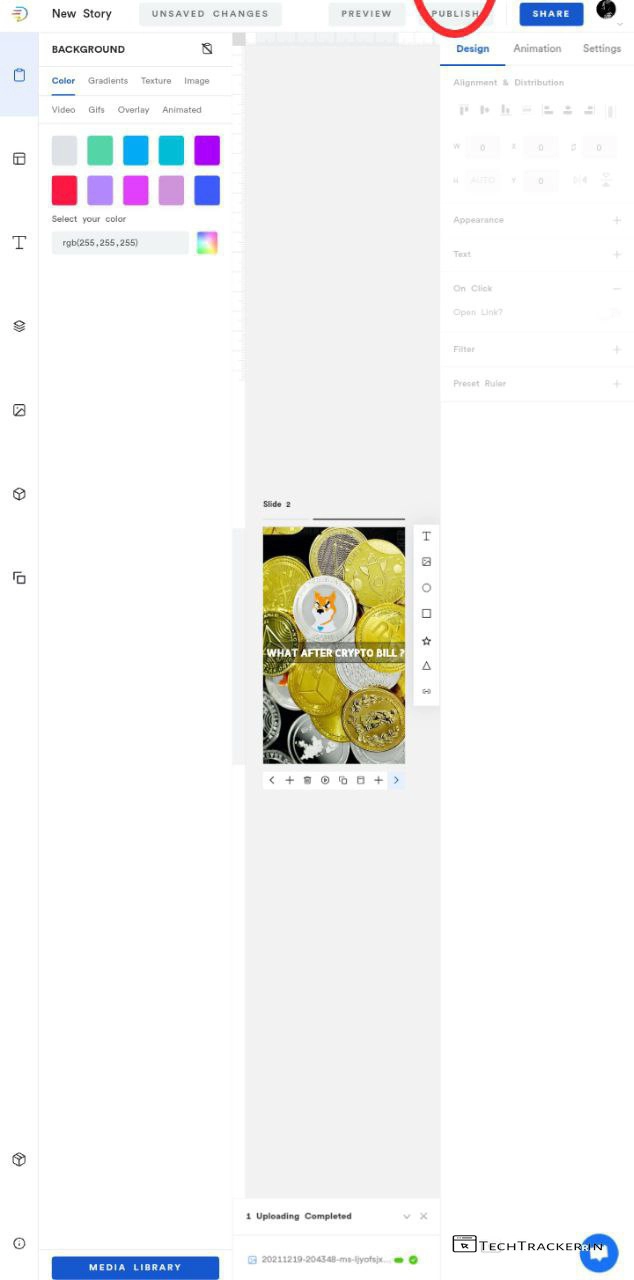 New Story
UNSAVED CHANGES
PREVIEW
PUBLISH
SHARE
BACKGROUND
Color Gradients Texture Image
Video Gifs Overlay Animated
Select your color
rgb(255,255,255)
Slide 2
WHAT AFTER CRYPTO BILL ?
1 Uploading Completed
20211219-204348-ms-ljyofsjx...
MEDIA LIBRARY
Design Animation Settings
Alignment & Distribution
W 0 X 0 0
H AUTO Y 0
Appearance
Text
On Click
Open Link?
Filter
Preset Ruler
TECHTRACKER.IN